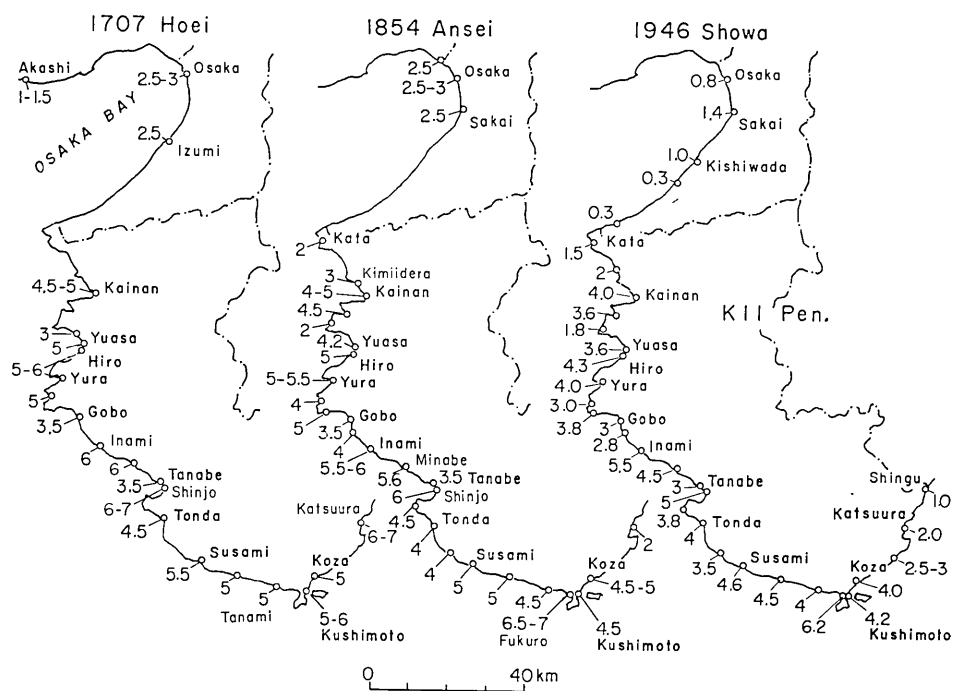 1707 Hoei
Akashi
1-1.5
Osaka
2.5-3
OSAKA BAY
2.5
Izumi
4.5-5
Kainan
3
Yuasa
5
Hiro
5-6
Yura
5
Gobo
3.5
Inami
6
6
Tanabe
3.5
Shinjo
6-7
Tonda
4.5
Susami
5.5
5
5
Tanami
Koza
5
5-6
Kushimoto
1854 Ansei
2.5
Osaka
2.5-3
2.5
Sakai
2
Kata
3
Kimiidera
4-5
Kainan
4.5
2
4.2
Yuasa
5
Hiro
5-5.5
Yura
4
5
Gobo
3.5
4
Inami
5.5-6
Minabe
5.6
3.5
Tanabe
6
Shinjo
4.5
Tonda
4
4
Susami
5
5
4.5
6.5-7
Fukuro
Katsuura
6-7
Koza
4.5-5
4.5
Kushimoto
1946 Showa
0.8
Osaka
1.4
Sakai
1.0
Kishiwada
0.3
0.3
1.5
Kata
2
4.0
Kainan
3.6
1.8
3.6
Yuasa
4.3
Hiro
4.0
Yura
3.0
3.8
Gobo
3
2.8
Inami
5.5
4.5
3
Tanabe
5
3.8
Tonda
4
3.5
Susami
4.6
4.5
4
6.2
KII Pen.
Shingu
1.0
Katsuura
2.0
2
2.5-3
Koza
4.0
4.2
Kushimoto
0
40km